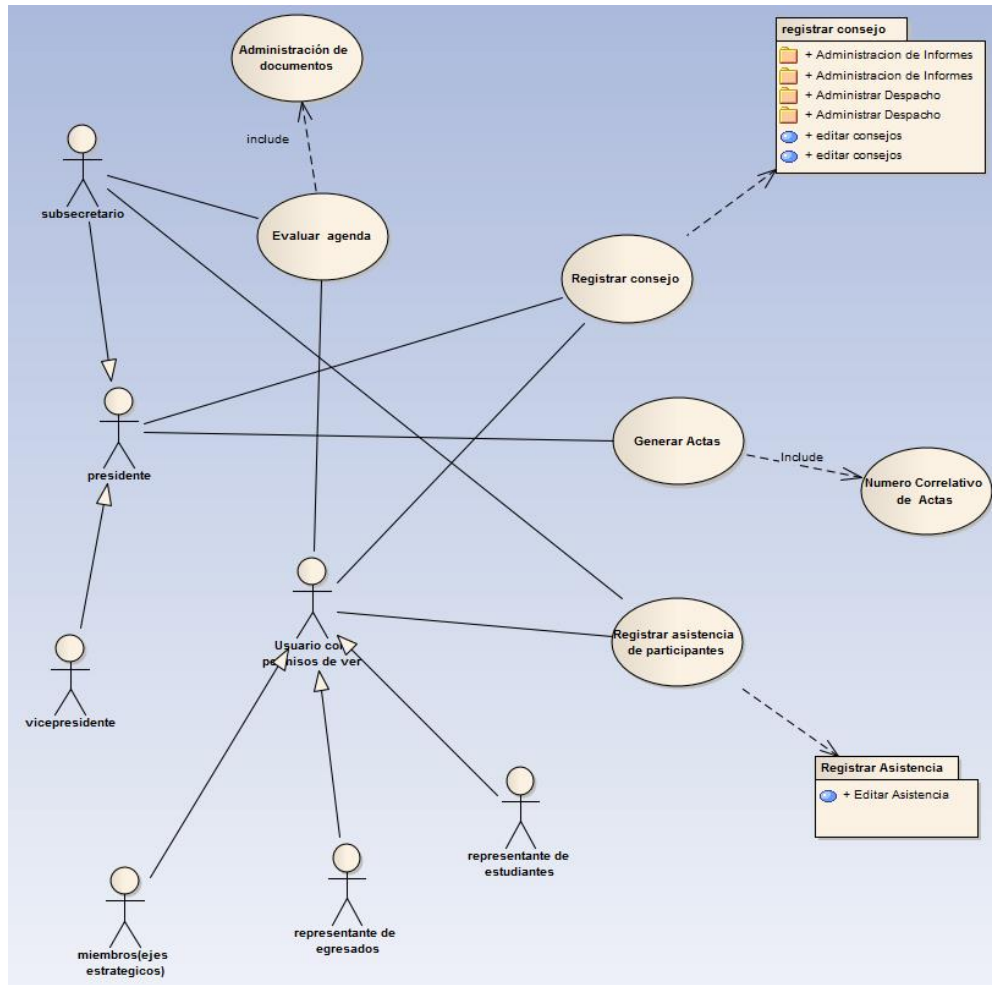 Administración de
documentos
registrar consejo
+ Administracion de Informes
+ Administracion de Informes
+ Administrar Despacho
+ Administrar Despacho
+ editar consejos
+ editar consejos
include
subsecretario
Evaluar agenda
Registrar consejo
Generar Actas
Include
Numero Correlativo
de Actas
presidente
Usuario con
permisos de ver
Registrar asistencia
de participantes
vicepresidente
Registrar Asistencia
+ Editar Asistencia
representante de
estudiantes
representante de
egresados
miembros(ejes
estrategicos)